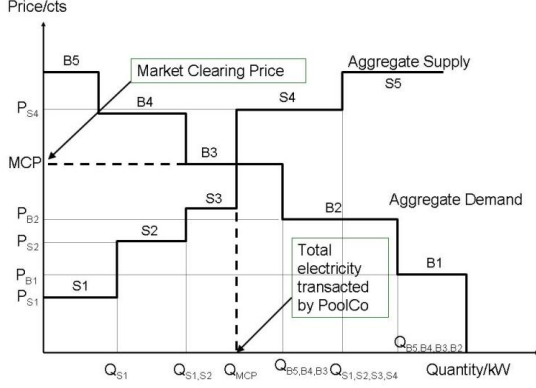 Price/cts
B5
Market Clearing Price
Aggregate Supply
S5
P_S4
B4
S4
MCP
B3
S3
Aggregate Demand
P_B2
B2
P_S2
S2
Total
electricity
transacted
by PoolCo
P_B1
B1
P_S1
S1
Q_B5,B4,B3,B2
Q_S1
Q_S1,S2
Q_MCP
Q_B5,B4,B3
Q_S1,S2,S3,S4
Quantity/kW